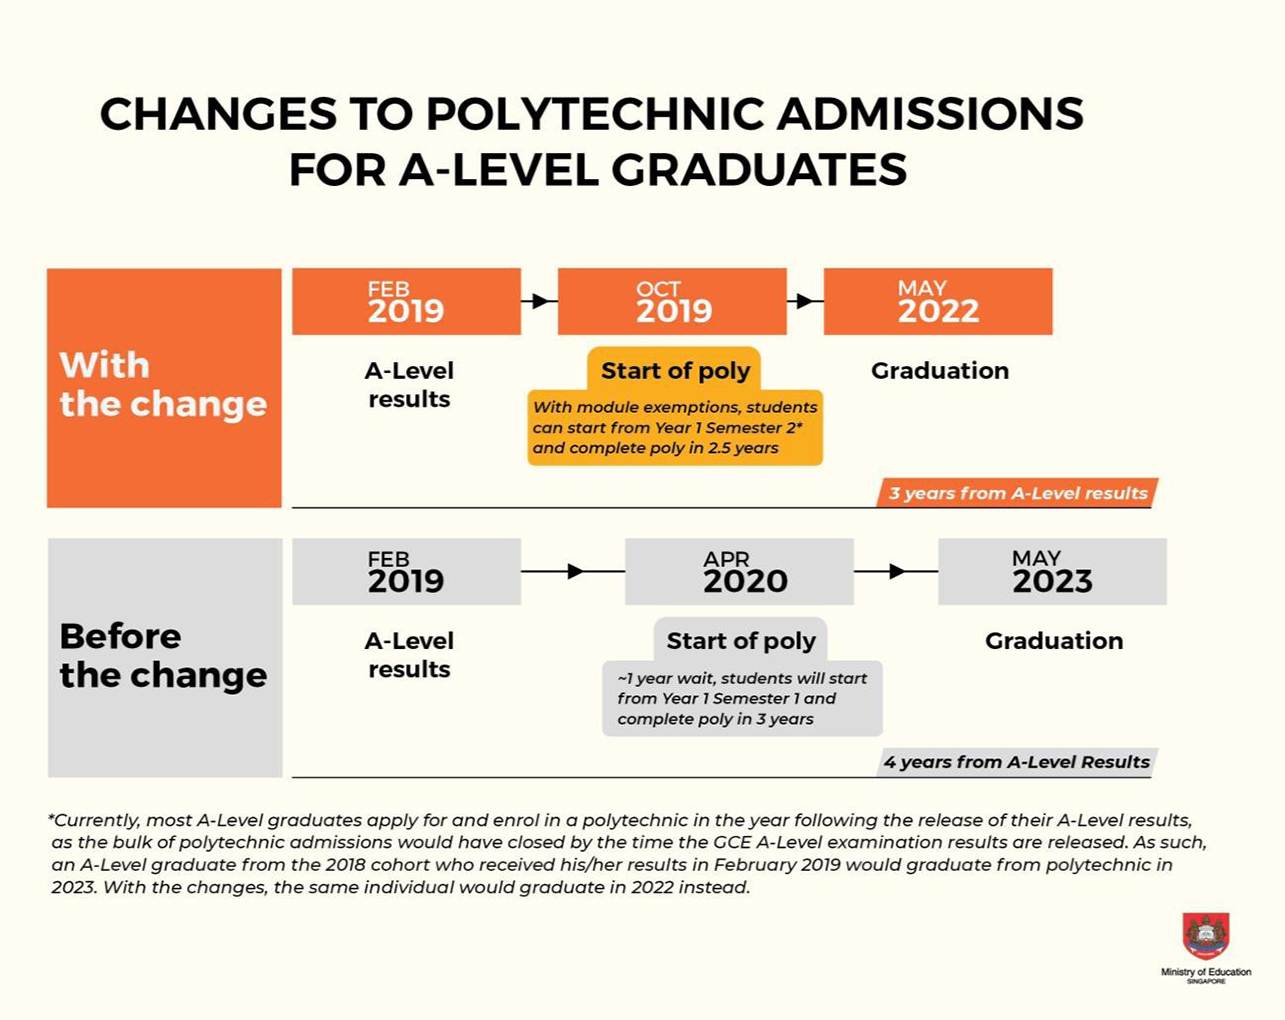 CHANGES TO POLYTECHNIC ADMISSIONS
FOR A-LEVEL GRADUATES
With
the change
FEB
2019
A-Level
results
OCT
2019
Start of poly
With module exemptions, students
can start from Year 1 Semester 2*
and complete poly in 2.5 years
MAY
2022
Graduation
3 years from A-Level results
Before
the change
FEB
2019
A-Level
results
APR
2020
Start of poly
~1 year wait, students will start
from Year 1 Semester 1 and
complete poly in 3 years
MAY
2023
Graduation
4 years from A-Level Results
*Currently, most A-Level graduates apply for and enrol in a polytechnic in the year following the release of their A-Level results,
as the bulk of polytechnic admissions would have closed by the time the GCE A-Level examination results are released. As such,
an A-Level graduate from the 2018 cohort who received his/her results in February 2019 would graduate from polytechnic in
2023. With the changes, the same individual would graduate in 2022 instead.
Ministry of Education
SINGAPORE